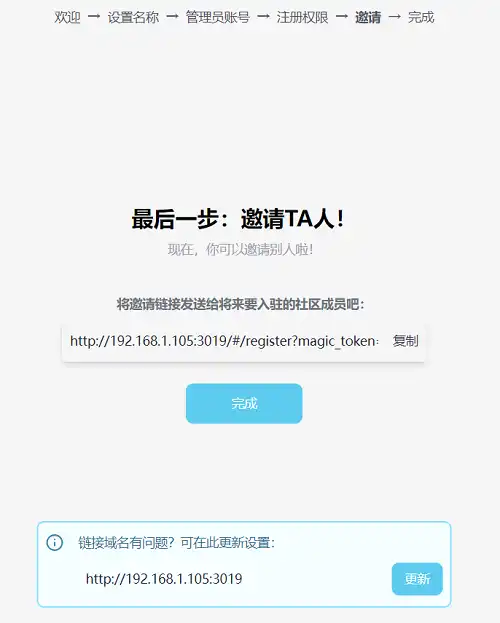 欢迎 → 设置名称 → 管理员账号 → 注册权限 → 邀请 → 完成
最后一步：邀请TA人！
现在，你可以邀请别人啦！
将邀请链接发送给将来要入驻的社区成员吧：
http://192.168.1.105:3019/#/register?magic_token= 复制
完成
链接域名有问题？可在此更新设置：
http://192.168.1.105:3019 更新